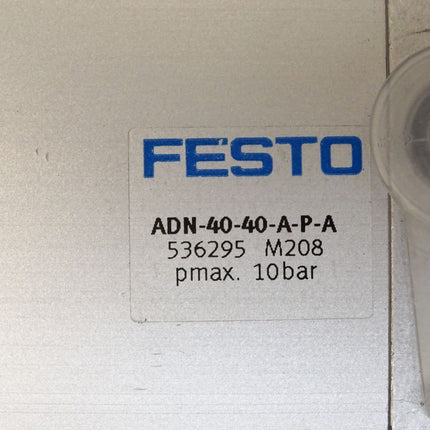 FESTO
ADN-40-40-A-P-A
536295 M208
pmax. 10bar